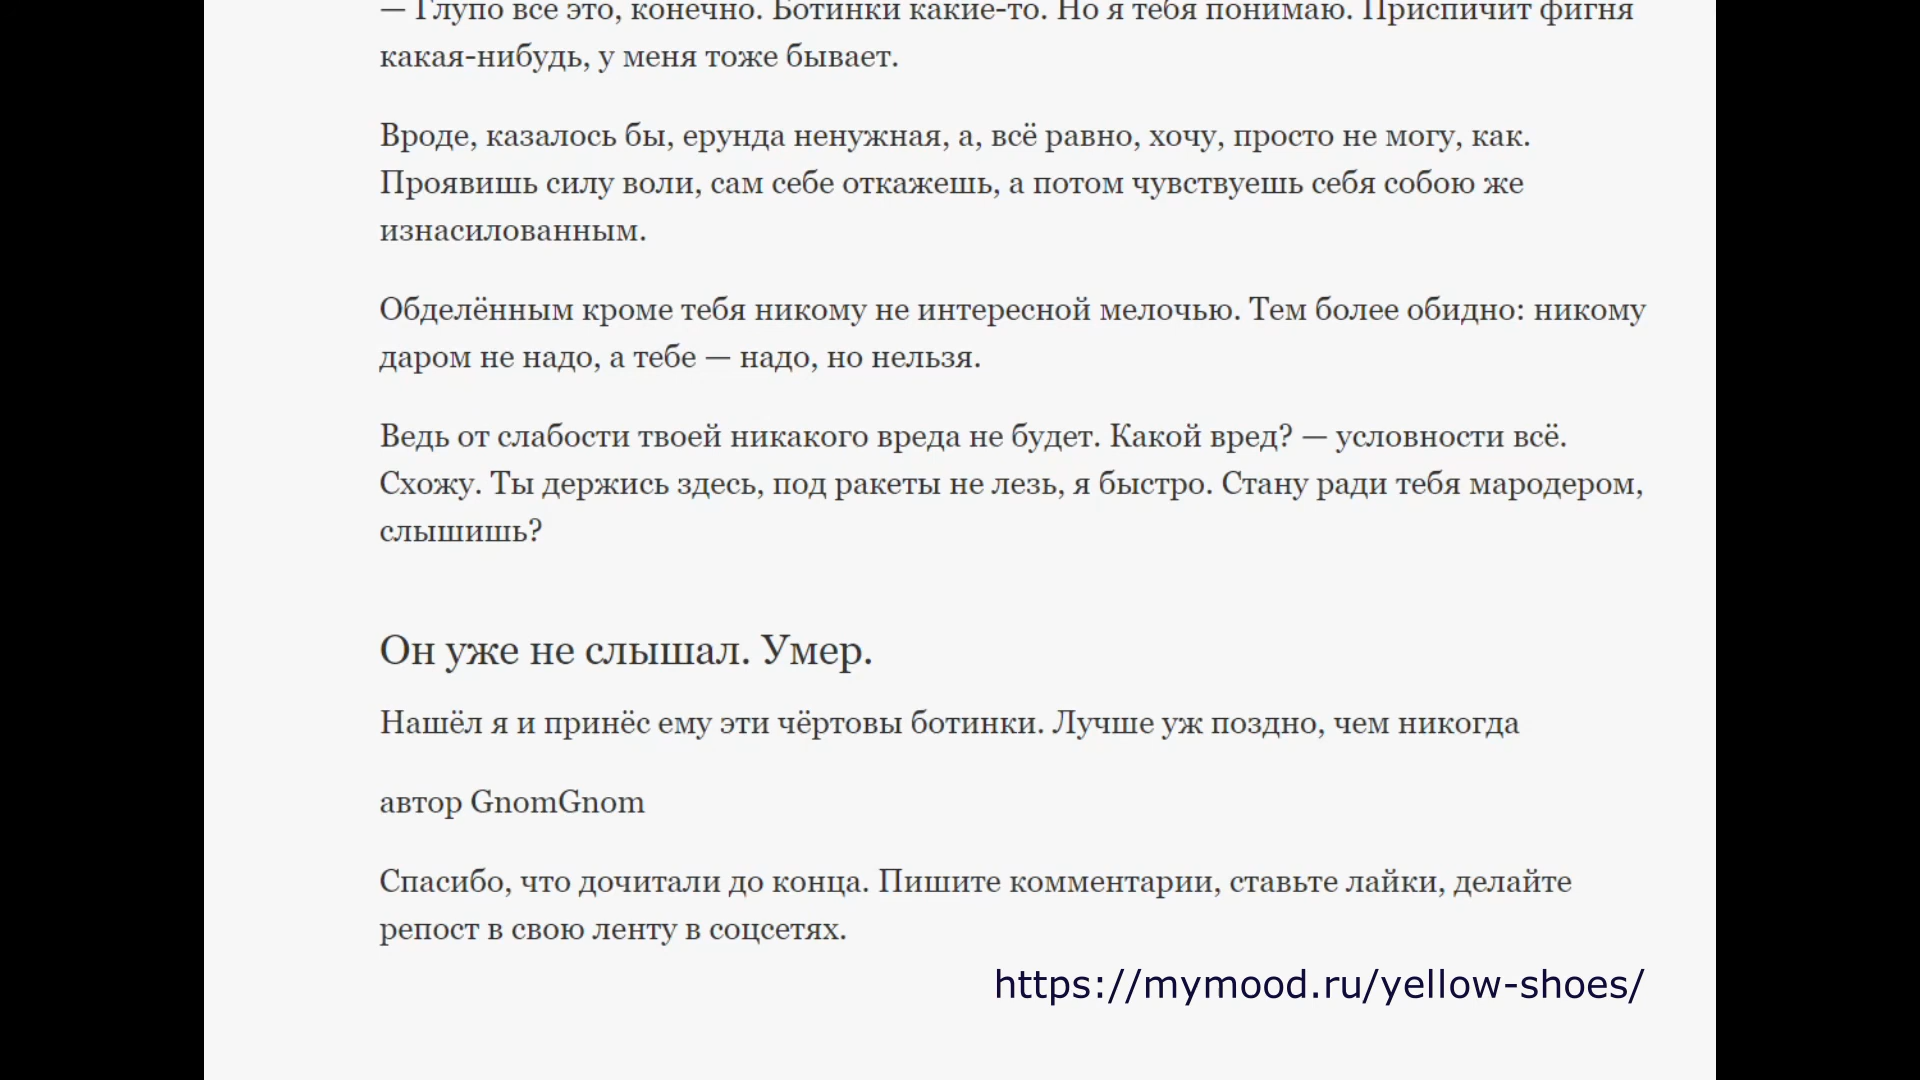 — Глупо все это, конечно. Ботинки какие-то. Но я тебя понимаю. Приспичит фигня
какая-нибудь, у меня тоже бывает.
Вроде, казалось бы, ерунда ненужная, а, всё равно, хочу, просто не могу, как.
Проявишь силу воли, сам себе откажешь, а потом чувствуешь себя собою же
изнасилованным.
Обделённым кроме тебя никому не интересной мелочью. Тем более обидно: никому
даром не надо, а тебе — надо, но нельзя.
Ведь от слабости твоей никакого вреда не будет. Какой вред? — условности всё.
Схожу. Ты держись здесь, под ракеты не лезь, я быстро. Стану ради тебя мародером,
слышишь?
Он уже не слышал. Умер.
Нашёл я и принёс ему эти чёртовы ботинки. Лучше уж поздно, чем никогда
автор GnomGnom
Спасибо, что дочитали до конца. Пишите комментарии, ставьте лайки, делайте
репост в свою ленту в соцсетях.
https://mymood.ru/yellow-shoes/